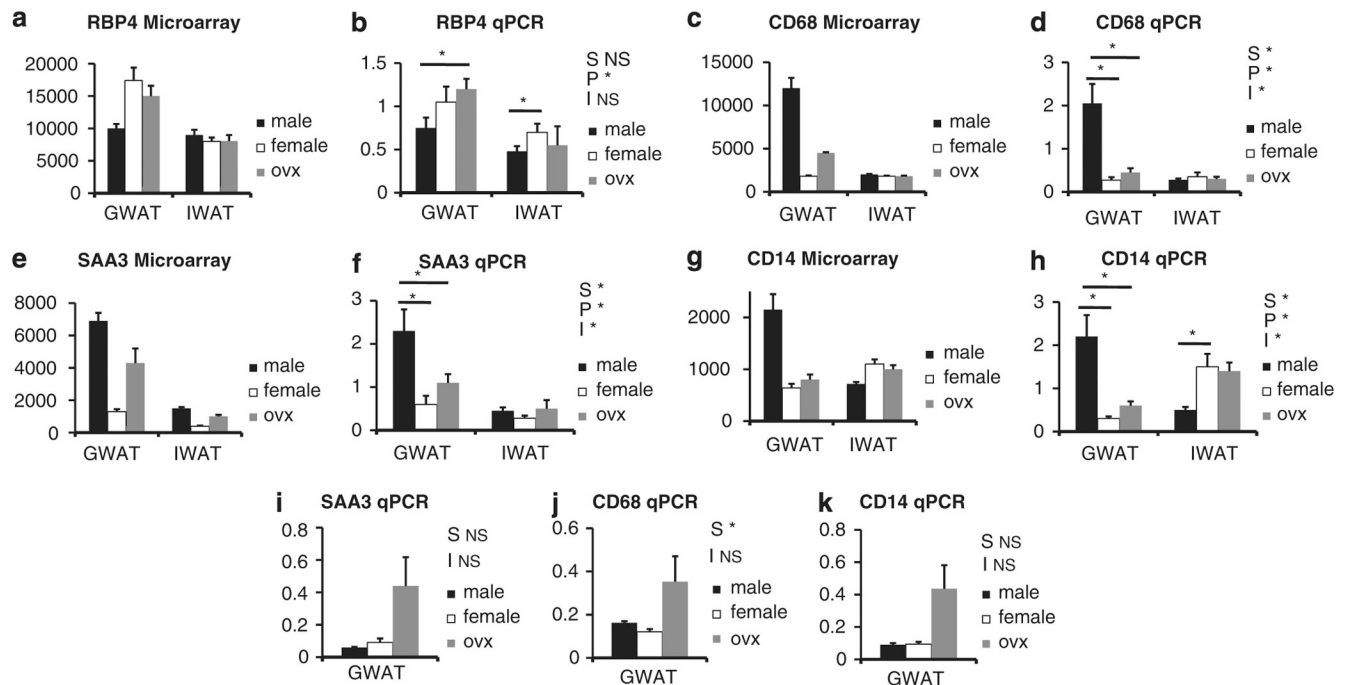 a RBP4 Microarray
20000
15000
10000
5000
0
GWAT IWAT
male
female
ovx
b RBP4 qPCR
1.5
1
0.5
0
* *
GWAT IWAT
S NS
P *
I NS
male
female
ovx
c CD68 Microarray
15000
10000
5000
0
GWAT IWAT
male
female
ovx
d CD68 qPCR
3
2
1
0
*
*
GWAT IWAT
S *
P *
I *
male
female
ovx
e SAA3 Microarray
8000
6000
4000
2000
0
GWAT IWAT
male
female
ovx
f SAA3 qPCR
3
2
1
0
*
*
GWAT IWAT
S *
P *
I *
male
female
ovx
g CD14 Microarray
2000
1000
0
GWAT IWAT
male
female
ovx
h CD14 qPCR
3
2
1
0
*
* *
GWAT IWAT
S *
P *
I *
male
female
ovx
i SAA3 qPCR
0.8
0.6
0.4
0.2
0
GWAT
S NS
I NS
male
female
ovx
j CD68 qPCR
0.6
0.4
0.2
0
GWAT
S *
I NS
male
female
ovx
k CD14 qPCR
0.8
0.6
0.4
0.2
0
GWAT
S NS
I NS
male
female
ovx